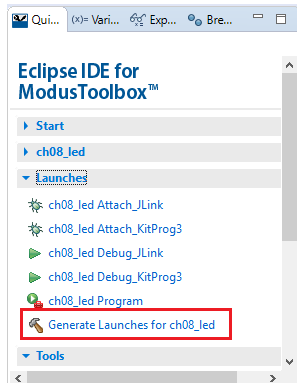 Qui... (x)= Vari... Exp... Bre...
Eclipse IDE for
ModusToolbox™
Start
ch08_led
Launches
ch08_led Attach_JLink
ch08_led Attach_KitProg3
ch08_led Debug_JLink
ch08_led Debug_KitProg3
ch08_led Program
Generate Launches for ch08_led
Tools